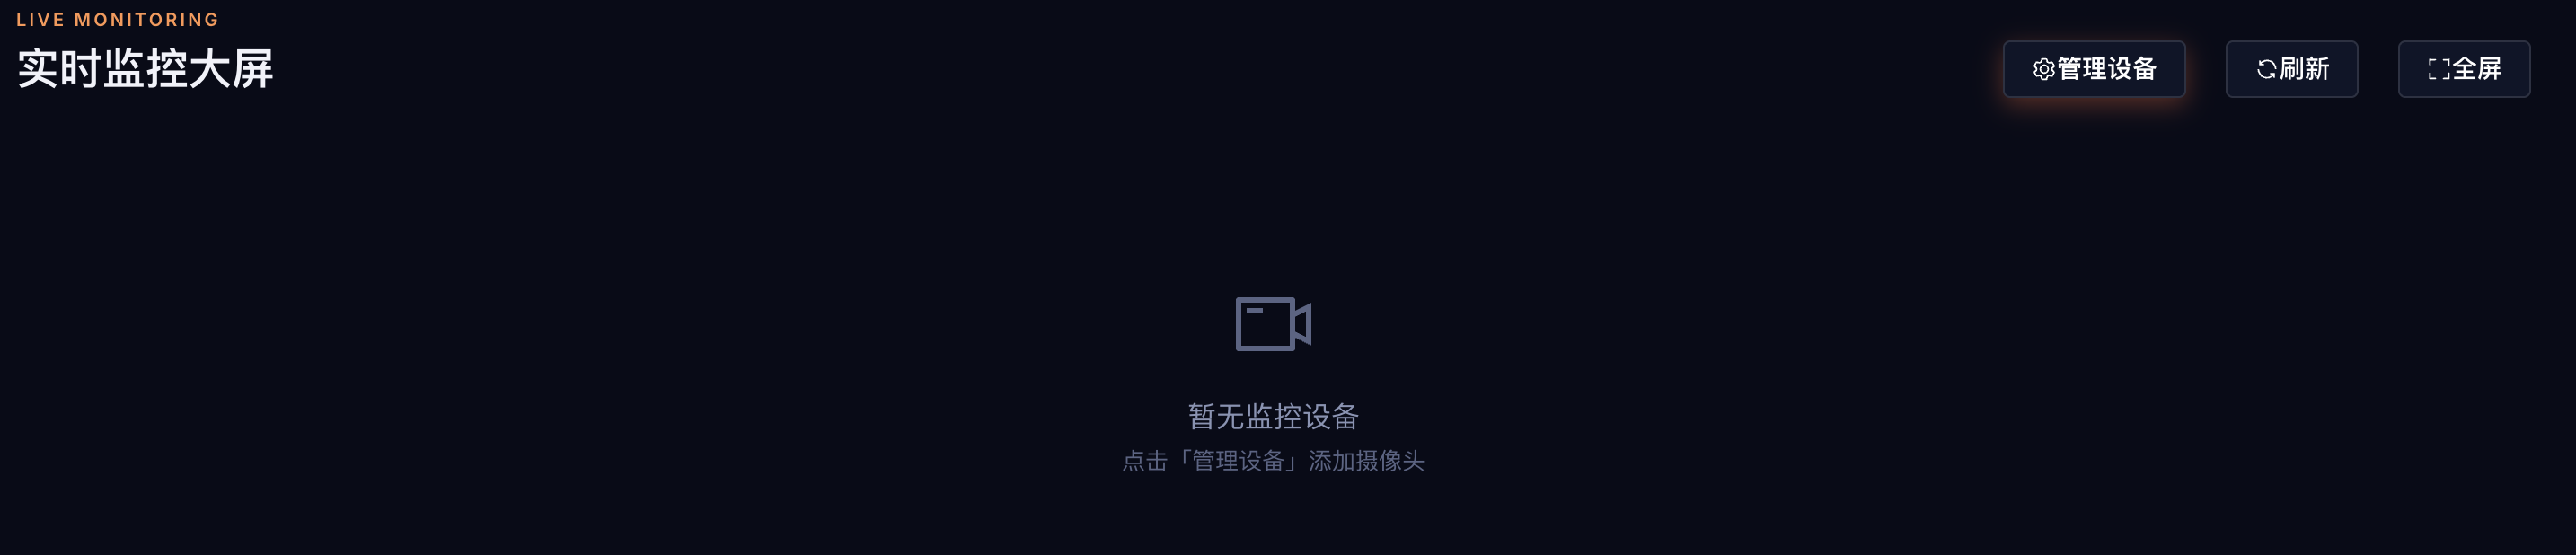 LIVE MONITORING
实时监控大屏
管理设备
刷新
全屏
暂无监控设备
点击「管理设备」添加摄像头